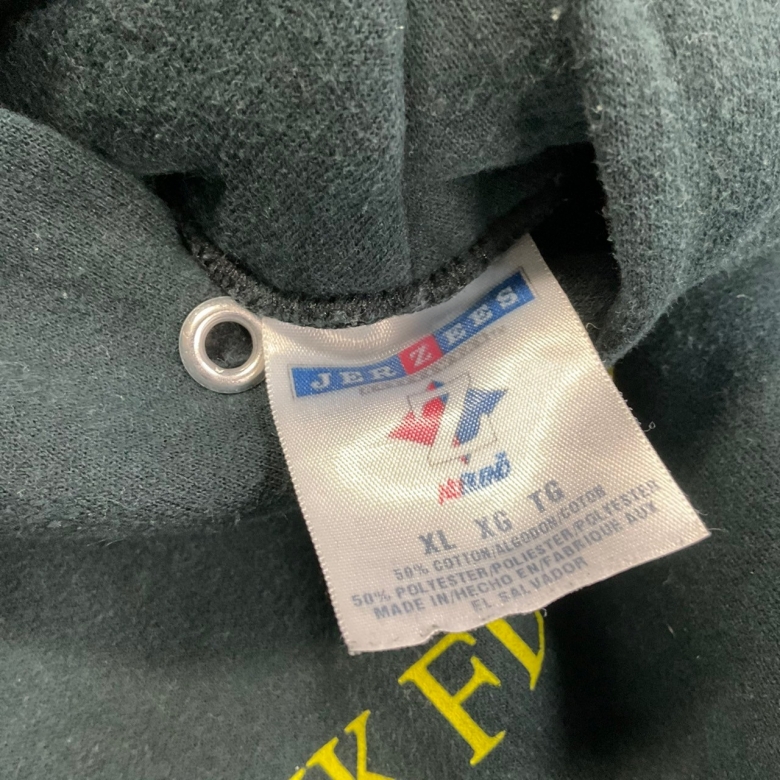 JERZEES
NUBLEND
XL XG TG
50% COTTON/ALGODON/COTON
50% POLYESTER/POLIESTER/POLYESTER
MADE IN/HECHO EN/FABRIQUE AUX
EL SALVADOR
K F